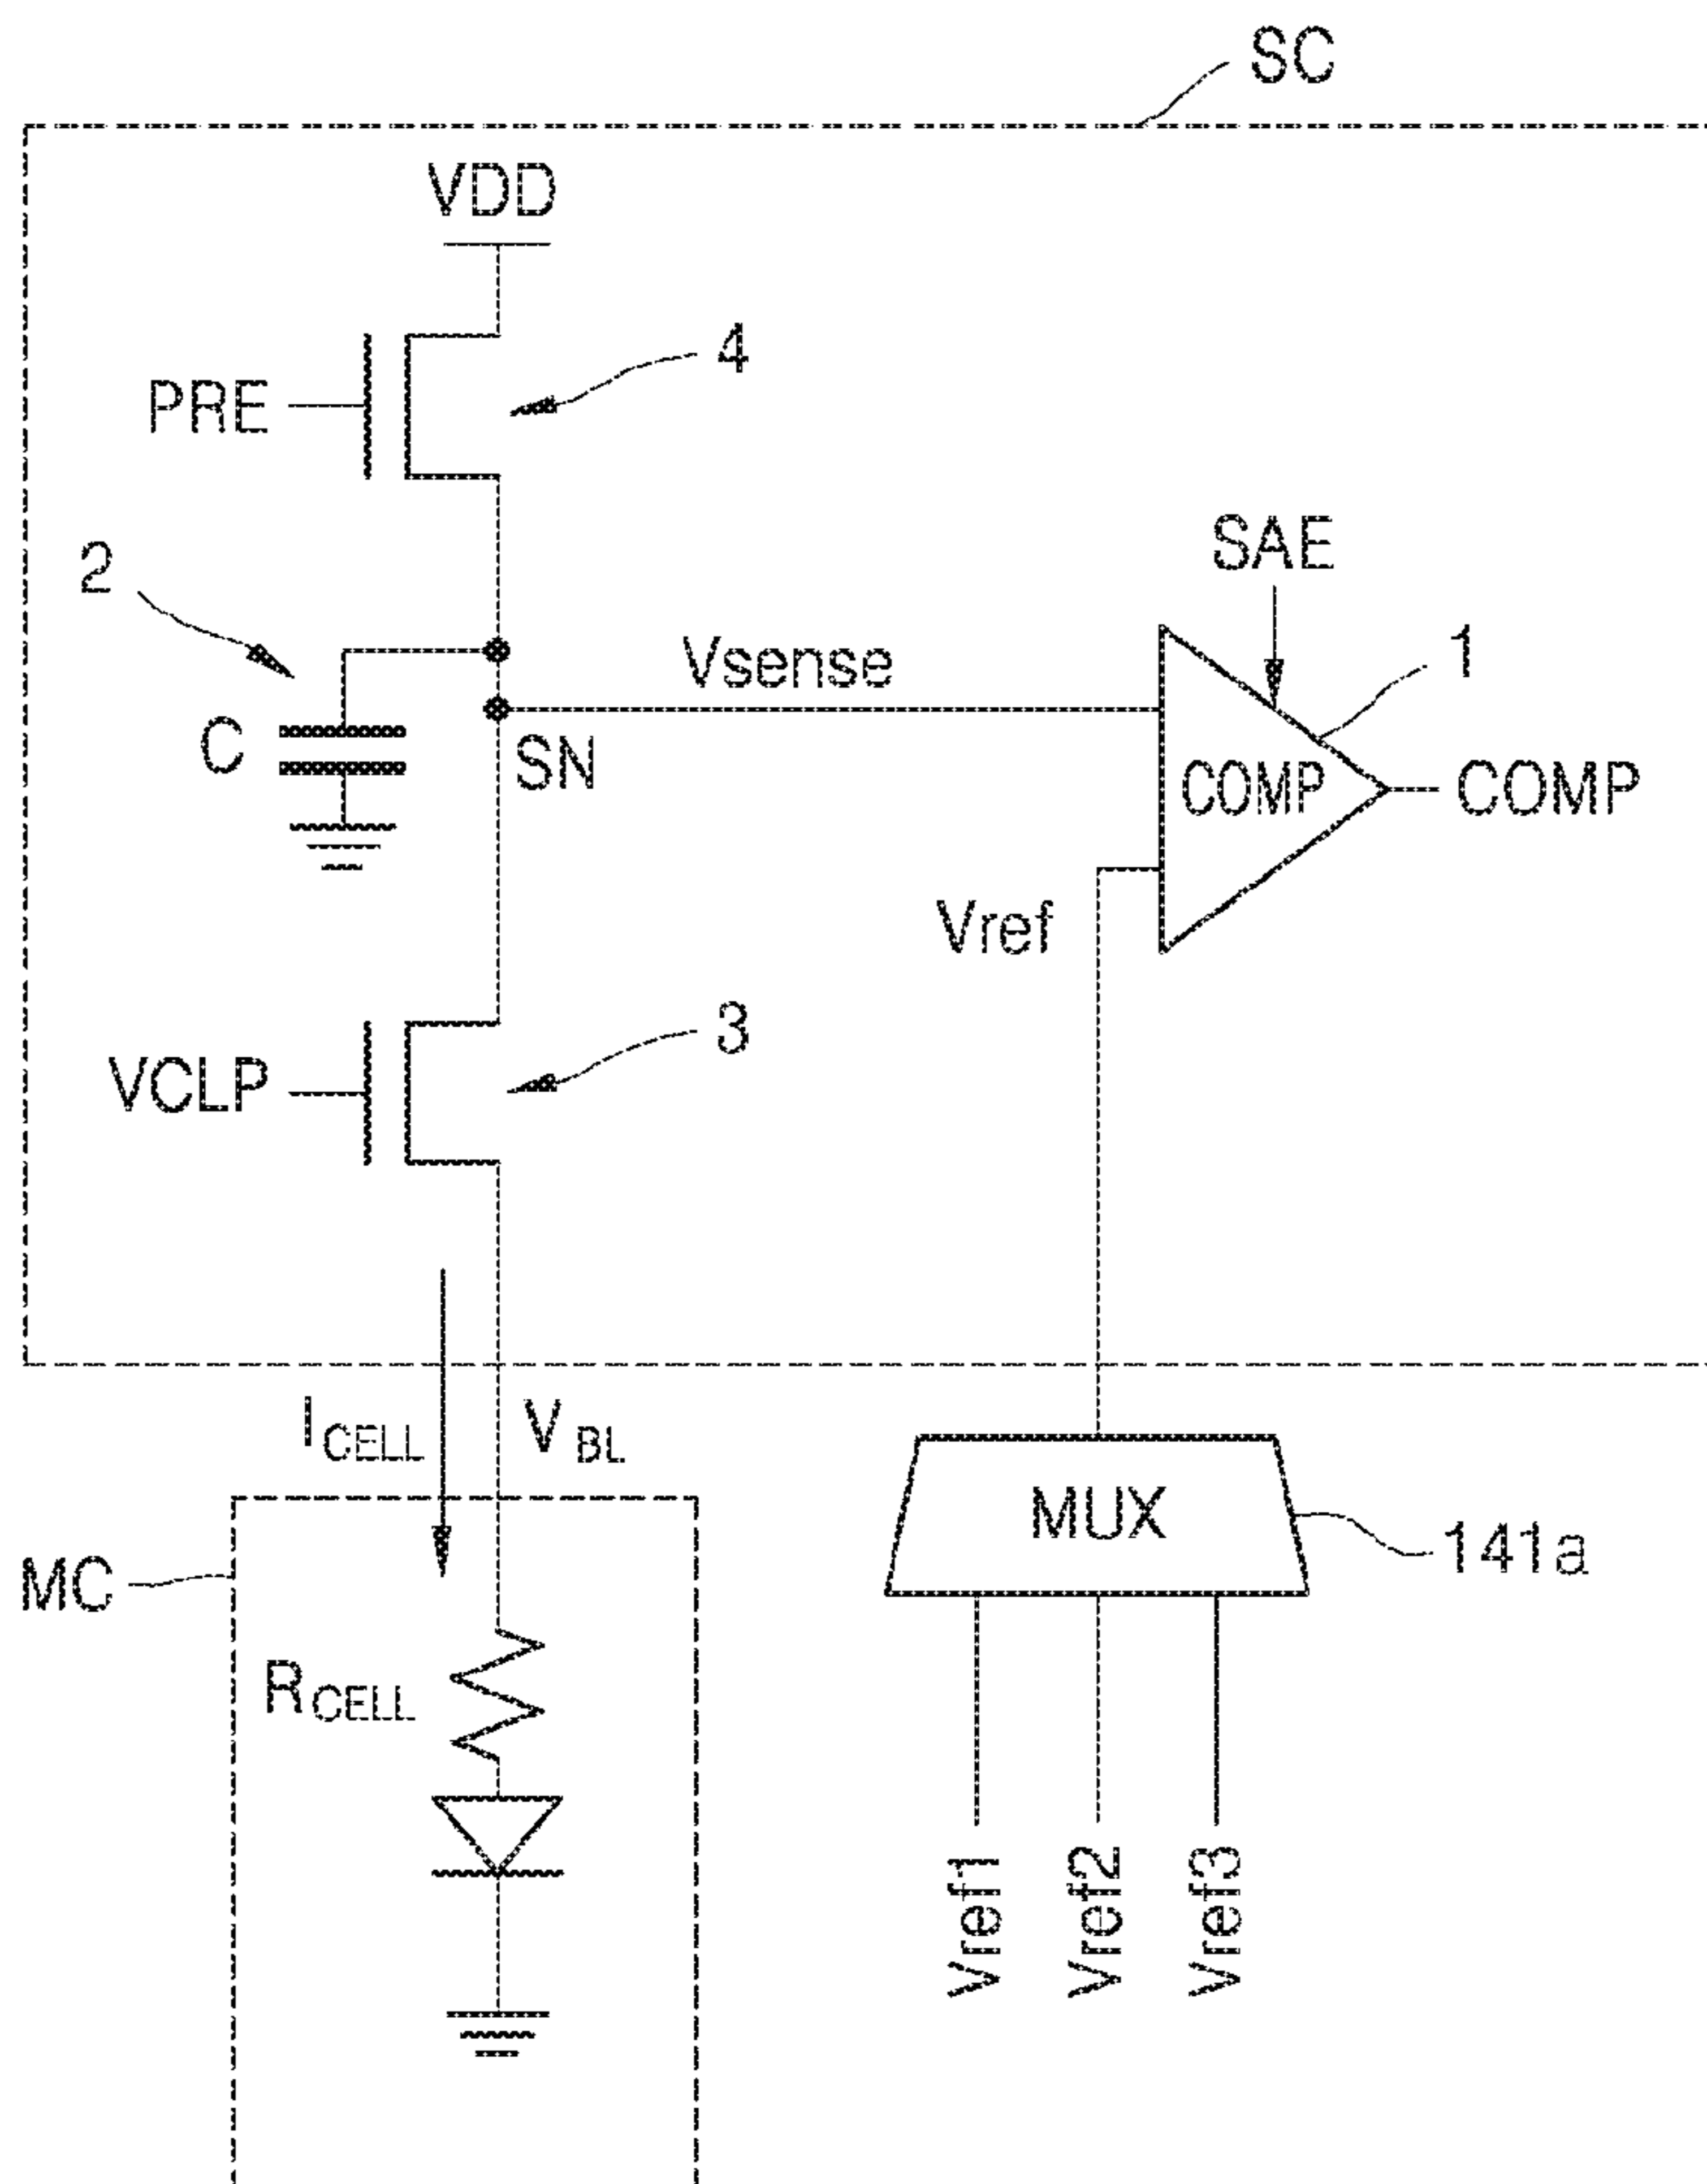 SC
VDD
4
PRE
SAE
2
Vsense
1
C
SN
COMP
COMP
Vref
3
VCLP
ICELL
VBL
MUX
141a
MC
RCELL
Vref1
Vref2
Vref3